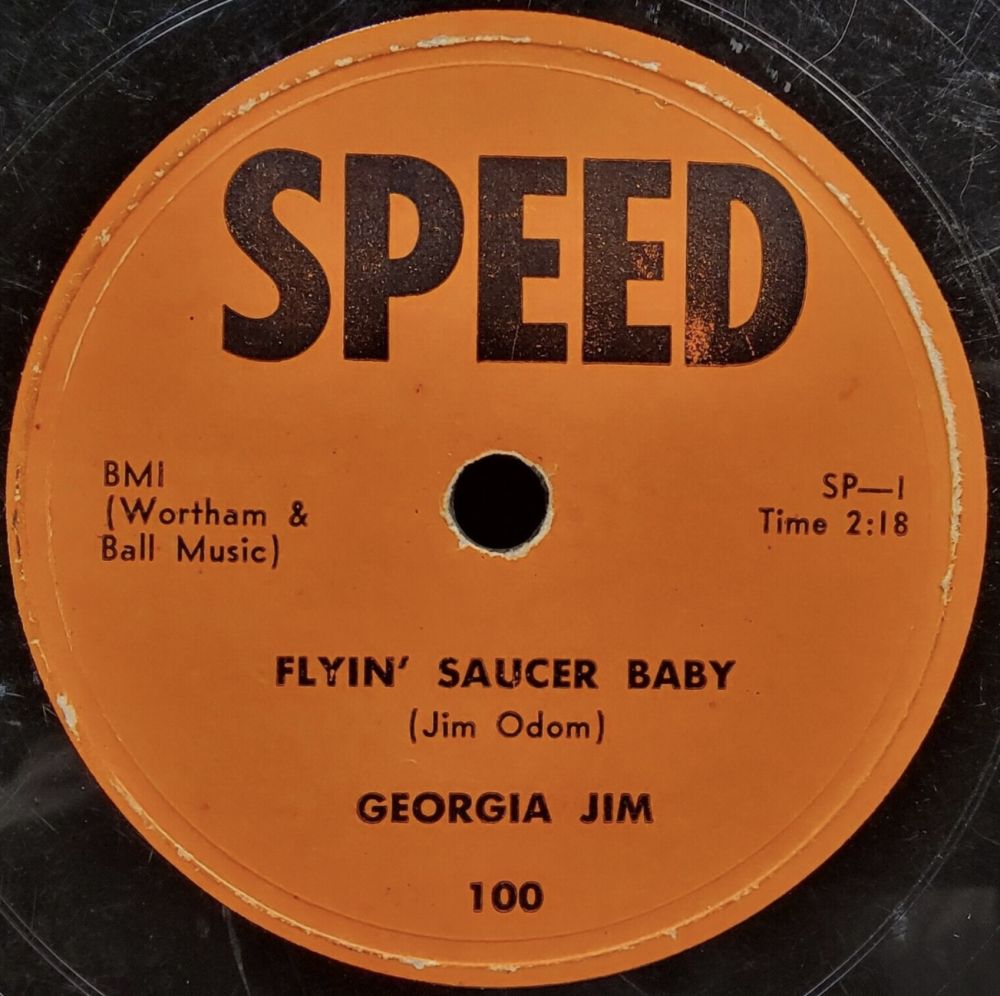 SPEED
BMI
(Wortham &
Ball Music)
SP—1
Time 2:18
FLYIN' SAUCER BABY
(Jim Odom)
GEORGIA JIM
100